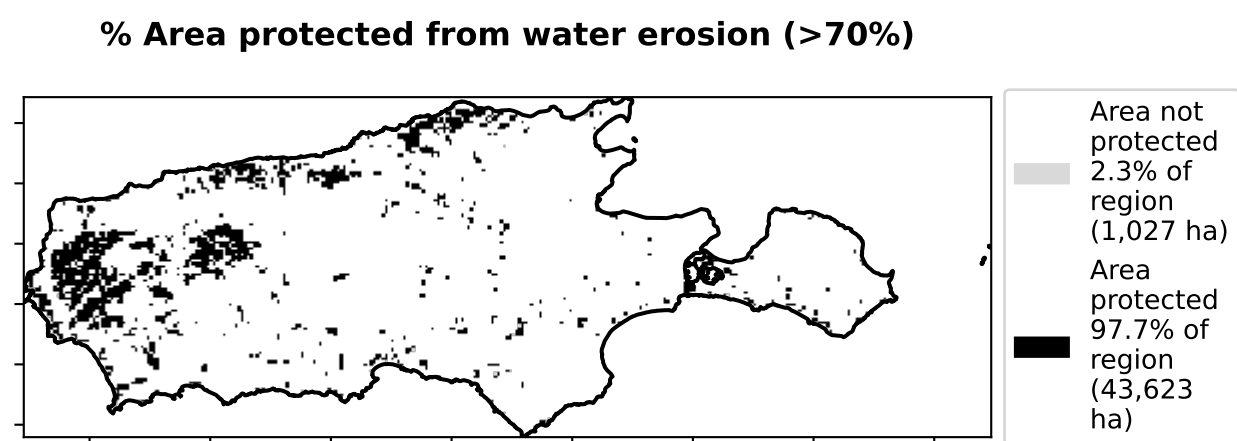 % Area protected from water erosion (>70%)
Area not
protected
2.3% of
region
(1,027 ha)
Area
protected
97.7% of
region
(43,623
ha)